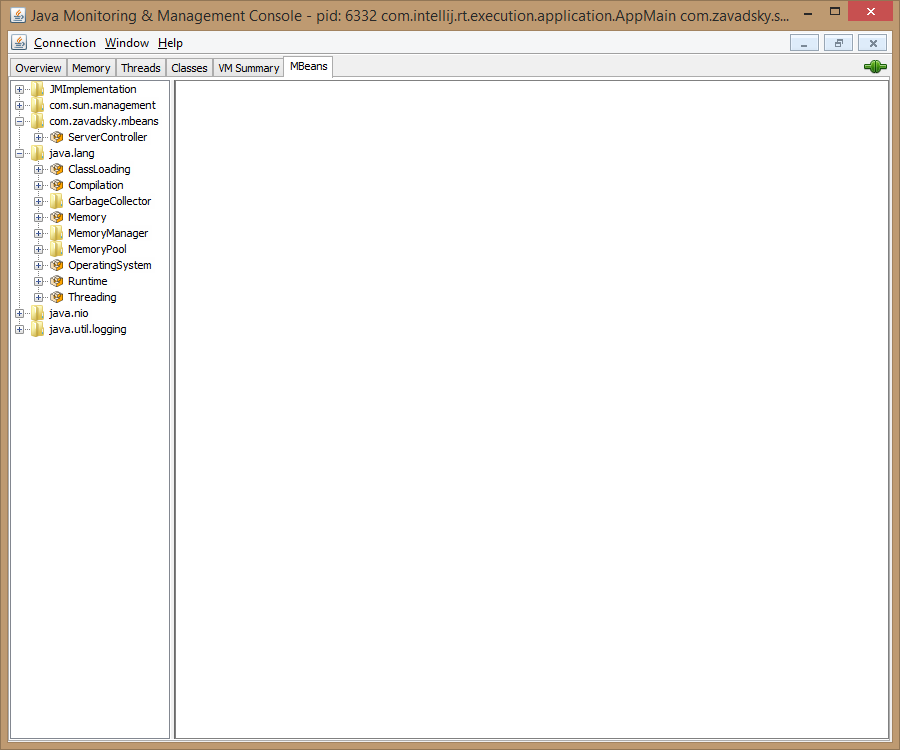 Java Monitoring & Management Console - pid: 6332 com.intellij.rt.execution.application.AppMain com.zavadsky.s...
Connection Window Help
Overview Memory Threads Classes VM Summary MBeans
JMImplementation
com.sun.management
com.zavadsky.mbeans
ServerController
java.lang
ClassLoading
Compilation
GarbageCollector
Memory
MemoryManager
MemoryPool
OperatingSystem
Runtime
Threading
java.nio
java.util.logging